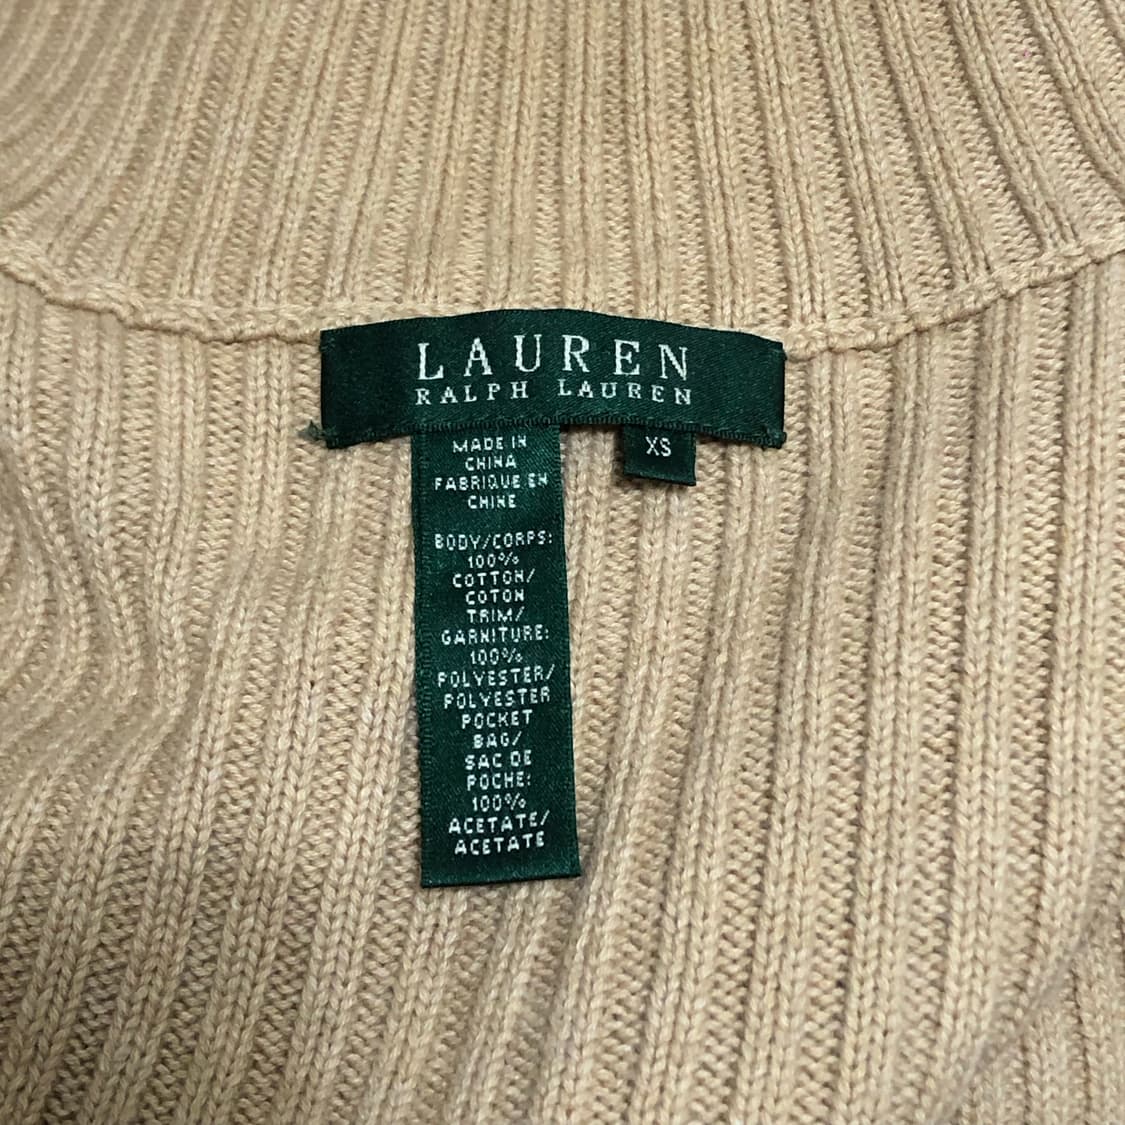 LAUREN
RALPH LAUREN
XS
MADE IN
CHINA
FABRIQUE EN
CHINE
BODY/CORPS:
100%
COTTON/
COTON
TRIM/
GARNITURE:
100%
POLYESTER/
POLYESTER
POCKET
BAG/
SAC DE
POCHE:
100%
ACETATE/
ACETATE